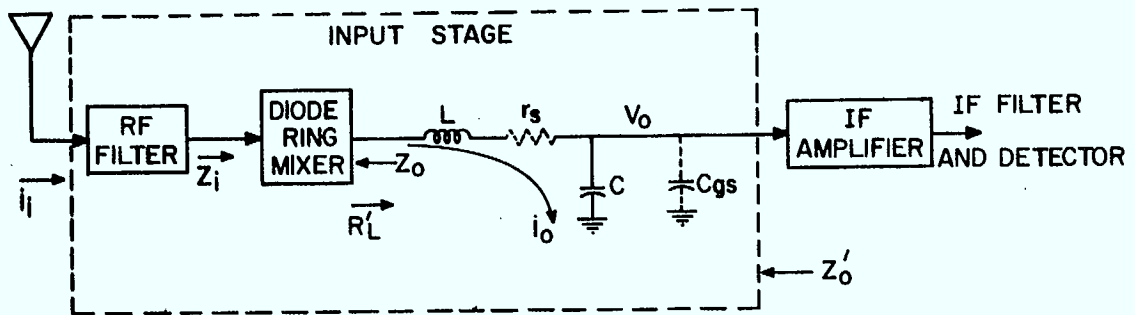 INPUT STAGE
RF
FILTER
DIODE
RING
MIXER
L
rs
Vo
IF
AMPLIFIER
IF FILTER
AND DETECTOR
Zi
Zo
C
Cgs
ii
R'L
io
Zo'